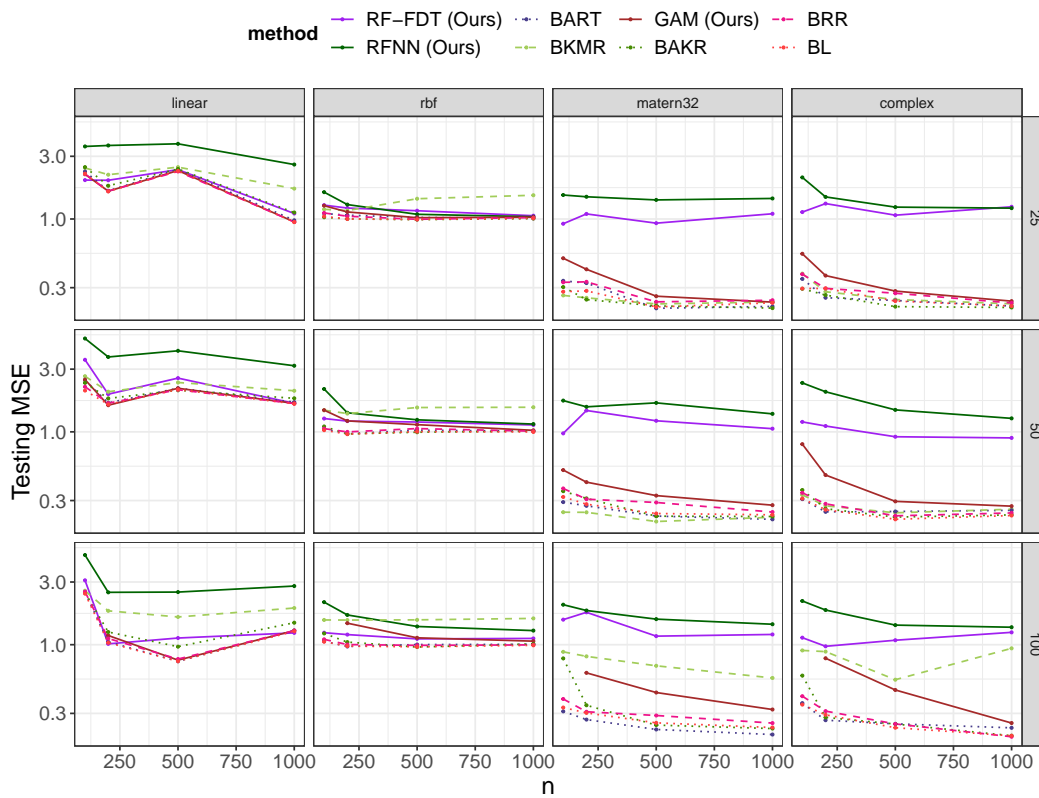 method RF−FDT (Ours) BART GAM (Ours) BRR
RFNN (Ours) BKMR BAKR BL
linear rbf matern32 complex
3.0
1.0
0.3
25
3.0
1.0
0.3
50
3.0
1.0
0.3
100
Testing MSE
250 500 750 1000 250 500 750 1000 250 500 750 1000 250 500 750 1000
n